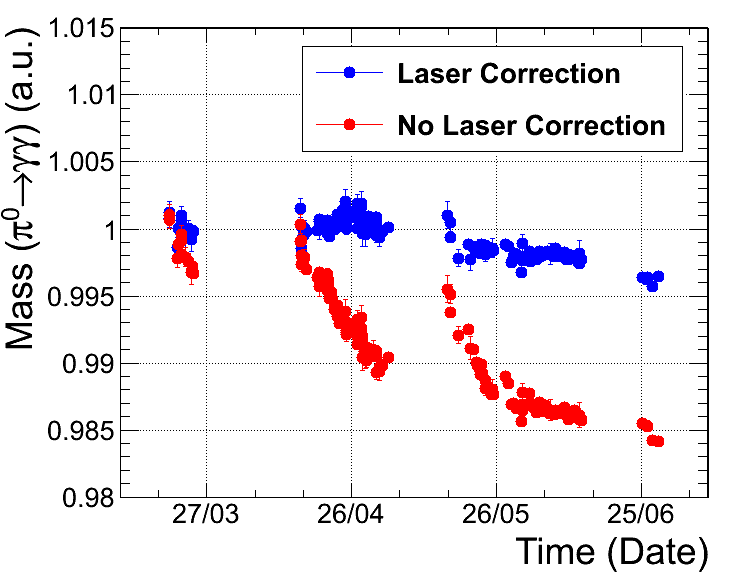 Mass (π⁰→γγ) (a.u.)
1.015
1.01
1.005
1
0.995
0.99
0.985
0.98
Laser Correction
No Laser Correction
27/03 26/04 26/05 25/06
Time (Date)